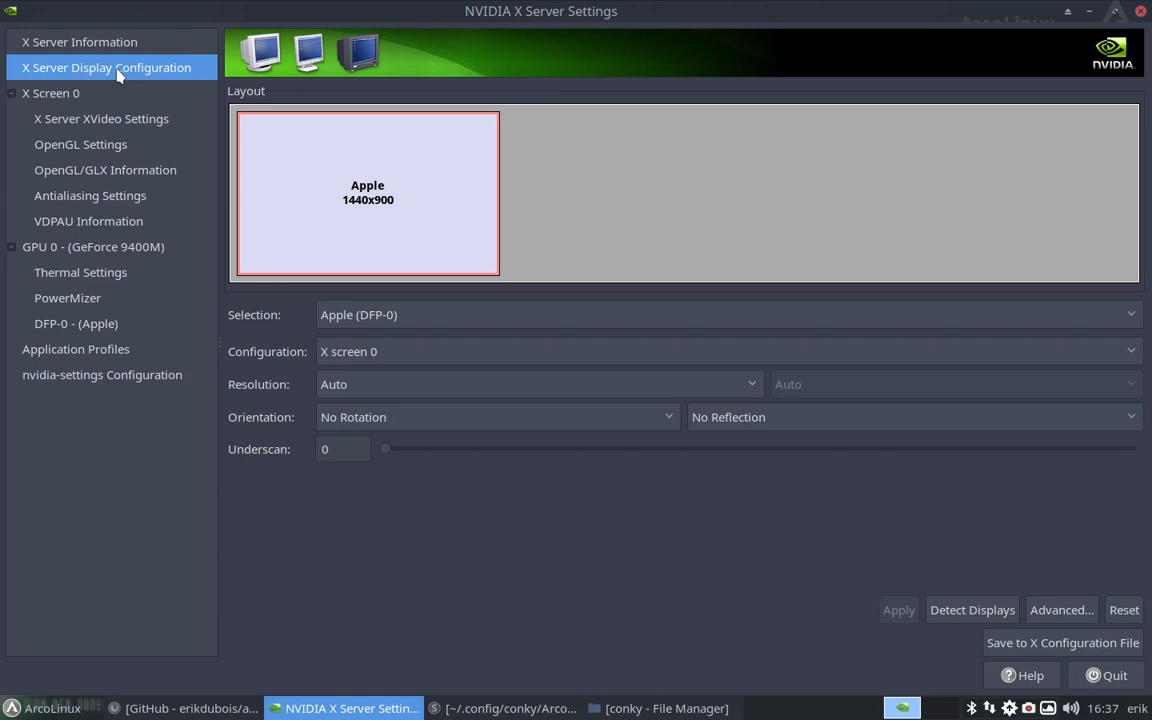 NVIDIA X Server Settings
X Server Information
X Server Display Configuration
X Screen 0
X Server XVideo Settings
OpenGL Settings
OpenGL/GLX Information
Antialiasing Settings
VDPAU Information
GPU 0 - (GeForce 9400M)
Thermal Settings
PowerMizer
DFP-0 - (Apple)
Application Profiles
nvidia-settings Configuration
NVIDIA.
Layout
Apple
1440x900
Selection: Apple (DFP-0)
Configuration: X screen 0
Resolution: Auto Auto
Orientation: No Rotation No Reflection
Underscan: 0
Apply Detect Displays Advanced... Reset
Save to X Configuration File
Help Quit
ArcoLinux [GitHub - erikdubois/a... NVIDIA X Server Settin... [~/.config/conky/Arco... [conky - File Manager] 16:37 erik